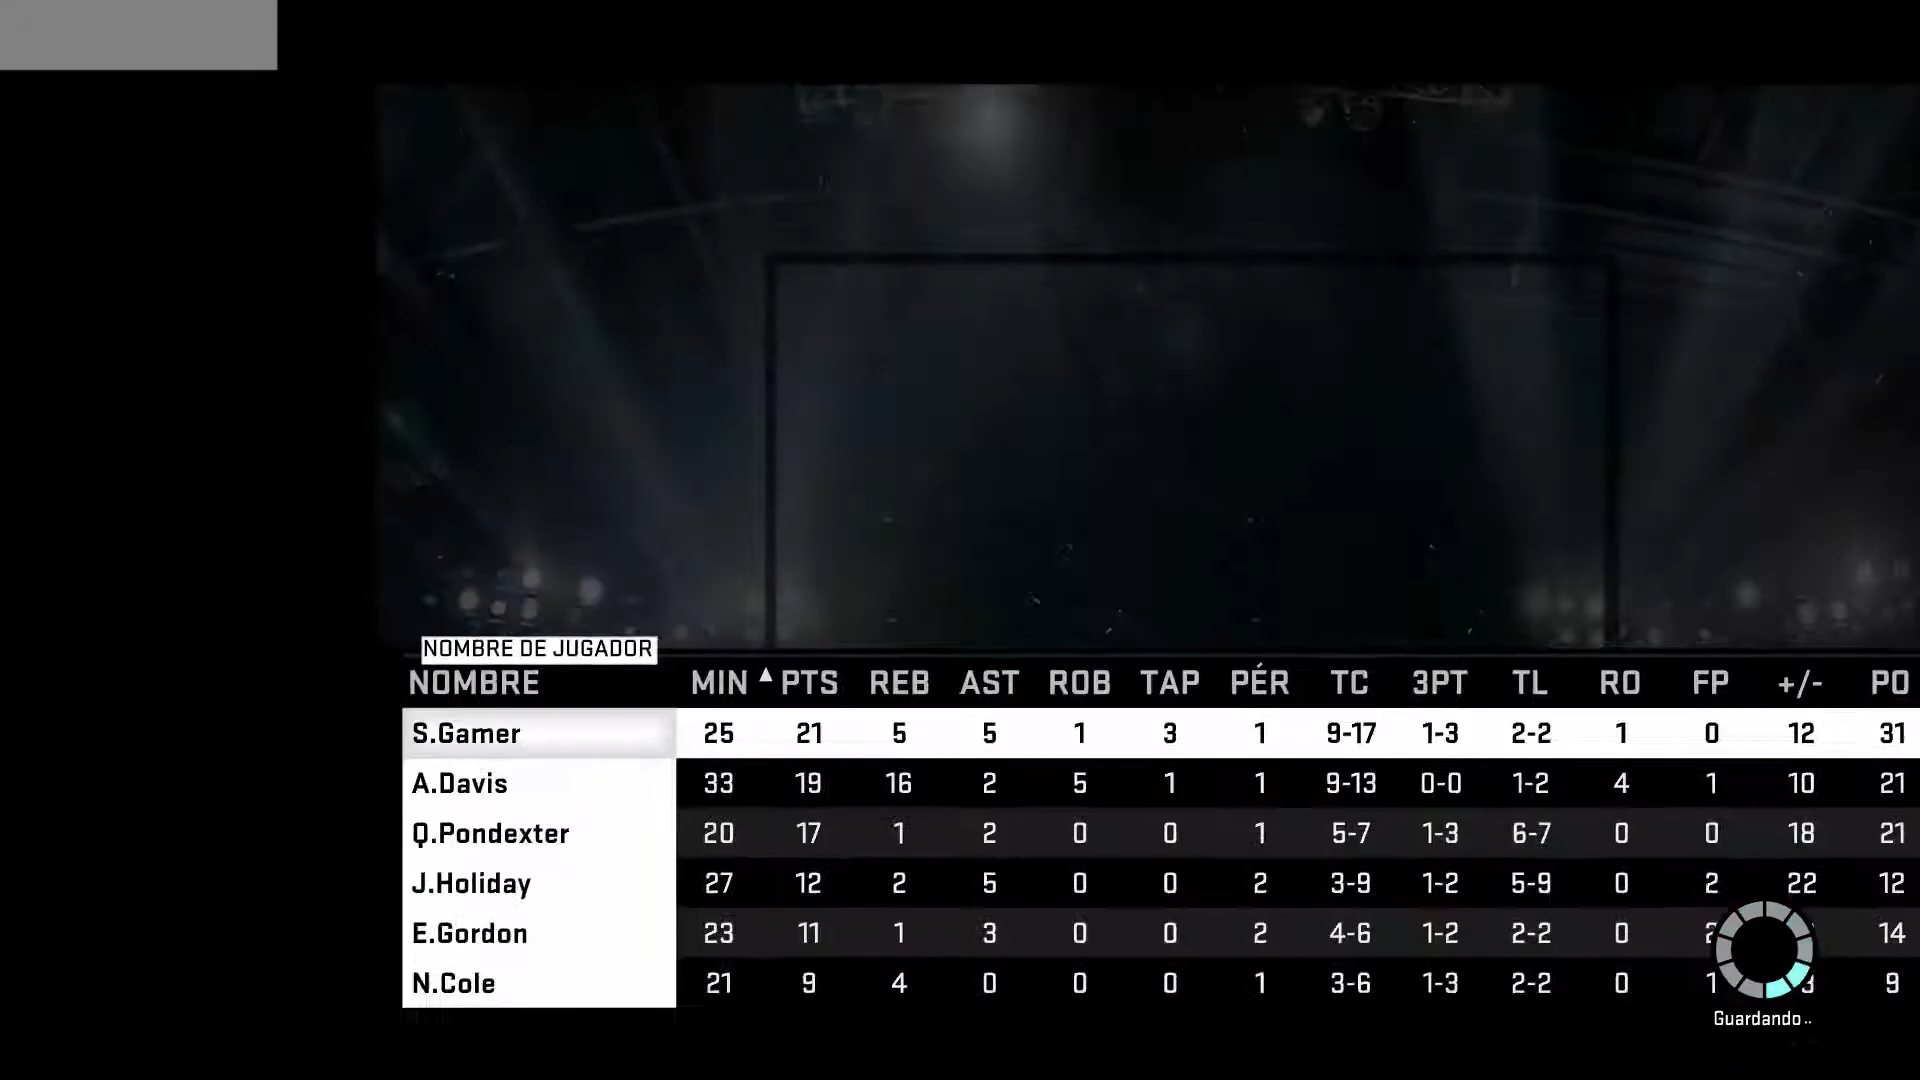 NOMBRE DE JUGADOR
NOMBRE MIN ▲ PTS REB AST ROB TAP PÉR TC 3PT TL RO FP +/- PO
S.Gamer 25 21 5 5 1 3 1 9-17 1-3 2-2 1 0 12 31
A.Davis 33 19 16 2 5 1 1 9-13 0-0 1-2 4 1 10 21
Q.Pondexter 20 17 1 2 0 0 1 5-7 1-3 6-7 0 0 18 21
J.Holiday 27 12 2 5 0 0 2 3-9 1-2 5-9 0 2 22 12
E.Gordon 23 11 1 3 0 0 2 4-6 1-2 2-2 0 14
N.Cole 21 9 4 0 0 0 1 3-6 1-3 2-2 0 1 9
Guardando..